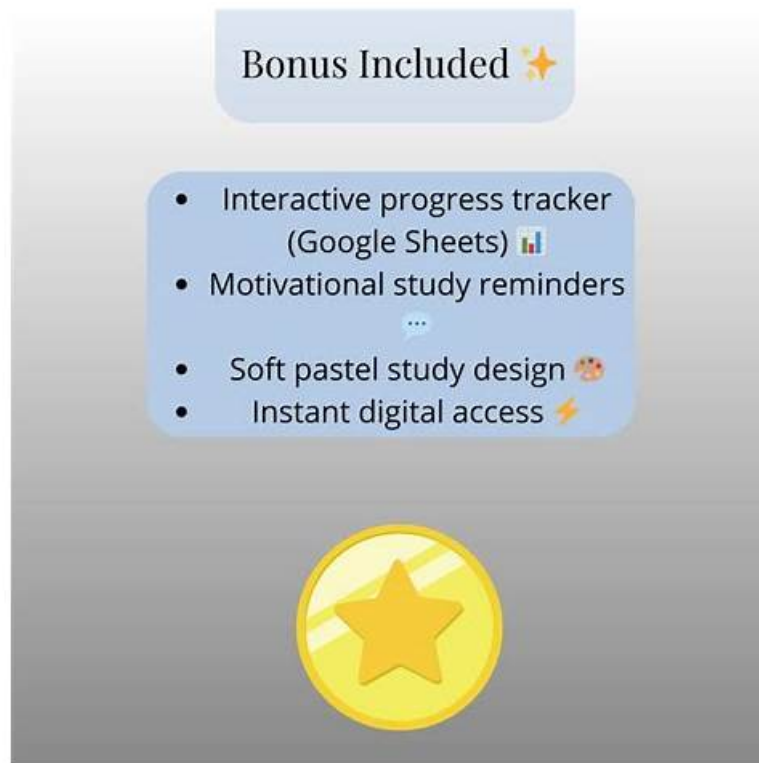 Bonus Included ✨
• Interactive progress tracker
(Google Sheets) 📊
• Motivational study reminders
💬
• Soft pastel study design 🎨
• Instant digital access ⚡